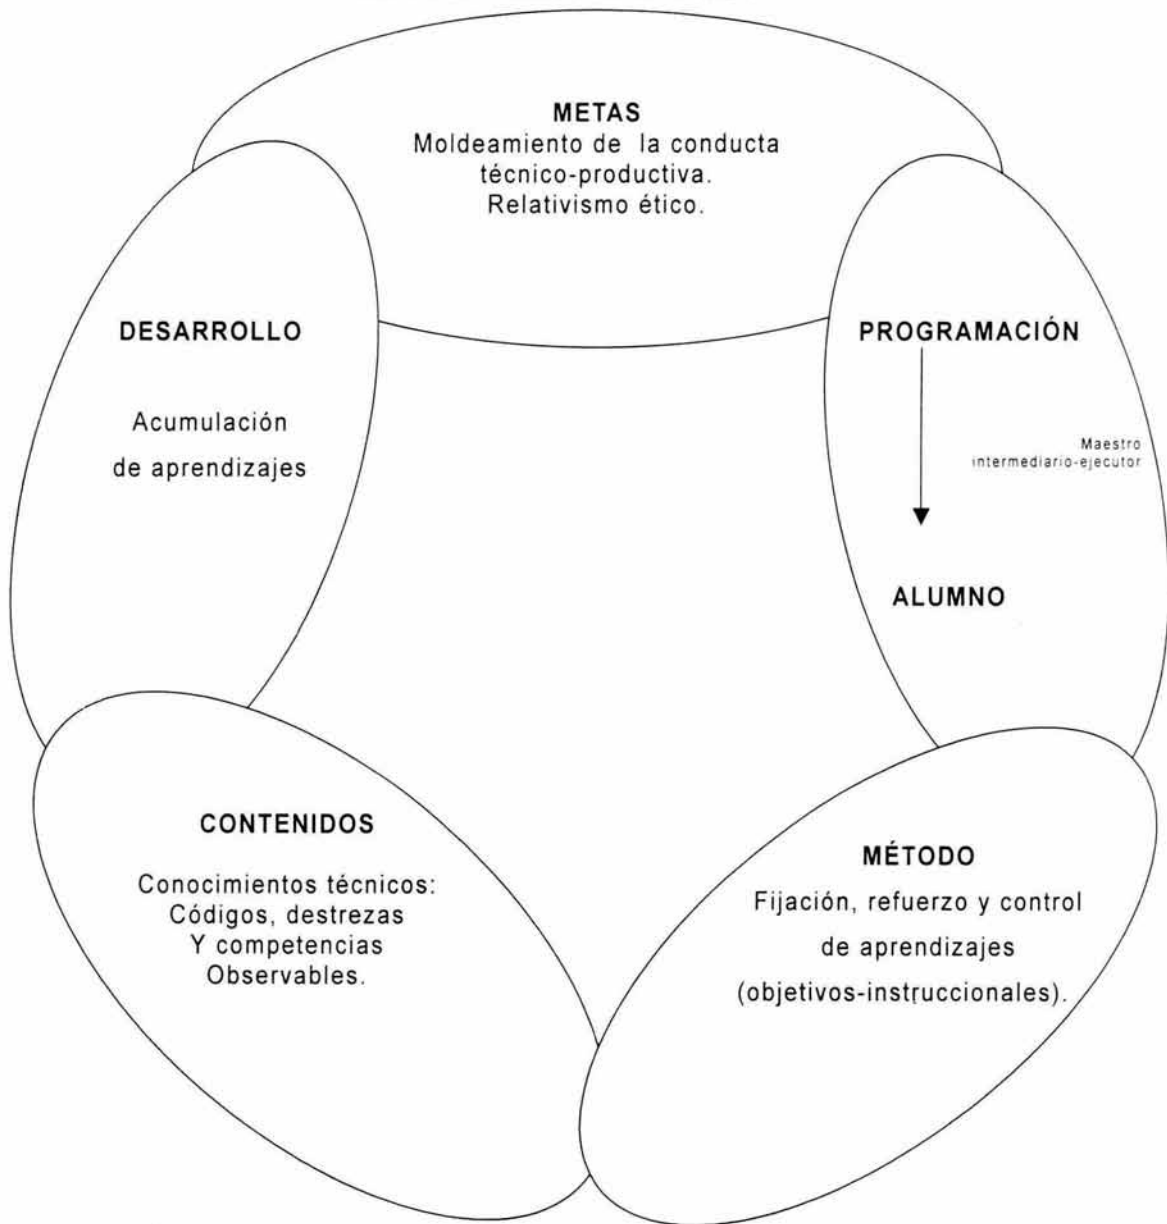 METAS
Moldeamiento de la conducta
técnico-productiva.
Relativismo ético.
DESARROLLO
Acumulación
de aprendizajes
PROGRAMACIÓN
Maestro
intermediario-ejecutor
ALUMNO
CONTENIDOS
Conocimientos técnicos:
Códigos, destrezas
Y competencias
Observables.
MÉTODO
Fijación, refuerzo y control
de aprendizajes
(objetivos-instruccionales).